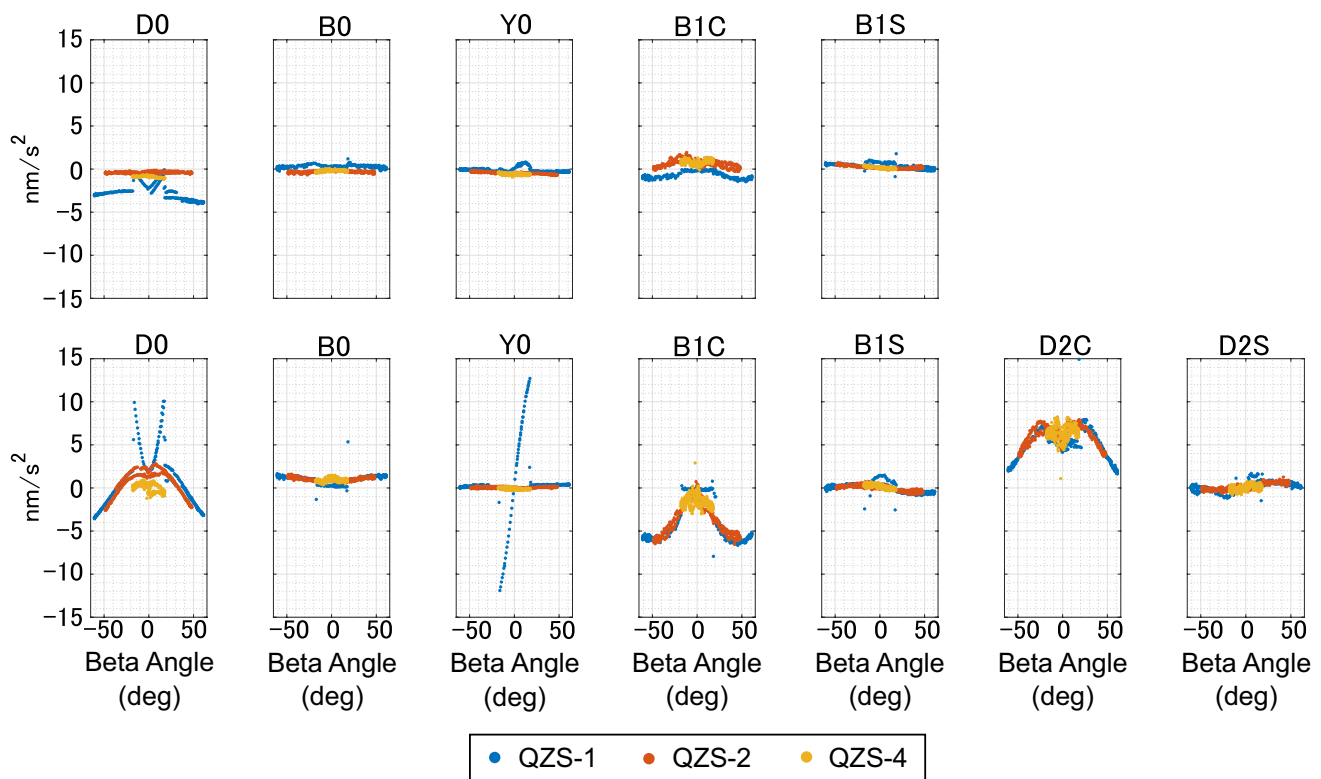 D0 B0 Y0 B1C B1S
15
10
5
0
−5
−10
−15
nm/s²
D0 B0 Y0 B1C B1S D2C D2S
15
10
5
0
−5
−10
−15
nm/s²
−50 0 50 −50 0 50 −50 0 50 −50 0 50 −50 0 50 −50 0 50 −50 0 50
Beta Angle Beta Angle Beta Angle Beta Angle Beta Angle Beta Angle Beta Angle
(deg) (deg) (deg) (deg) (deg) (deg) (deg)
QZS-1 QZS-2 QZS-4